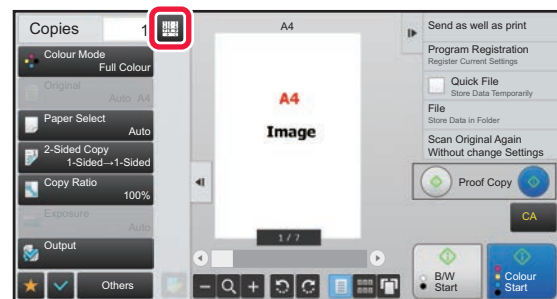 Copies
1
Colour Mode
Full Colour
Original
Auto A4
Paper Select
Auto
2-Sided Copy
1-Sided→1-Sided
Copy Ratio
100%
Exposure
Auto
Output
Others
A4
A4
Image
1 / 7
Send as well as print
Program Registration
Register Current Settings
Quick File
Store Data Temporarily
File
Store Data in Folder
Scan Original Again
Without change Settings
Proof Copy
CA
B/W
Start
Colour
Start